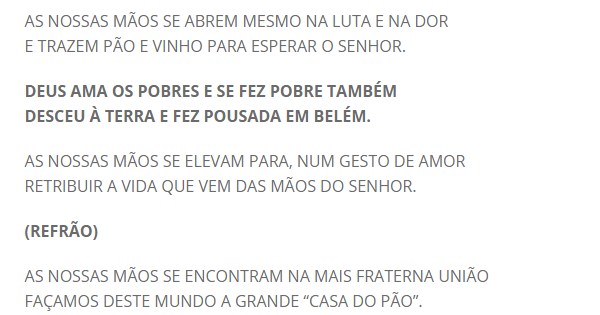 AS NOSSAS MÃOS SE ABREM MESMO NA LUTA E NA DOR
E TRAZEM PÃO E VINHO PARA ESPERAR O SENHOR.
DEUS AMA OS POBRES E SE FEZ POBRE TAMBÉM
DESCEU À TERRA E FEZ POUSADA EM BELÉM.
AS NOSSAS MÃOS SE ELEVAM PARA, NUM GESTO DE AMOR
RETRIBUIR A VIDA QUE VEM DAS MÃOS DO SENHOR.
(REFRÃO)
AS NOSSAS MÃOS SE ENCONTRAM NA MAIS FRATERNA UNIÃO
FAÇAMOS DESTE MUNDO A GRANDE “CASA DO PÃO”.